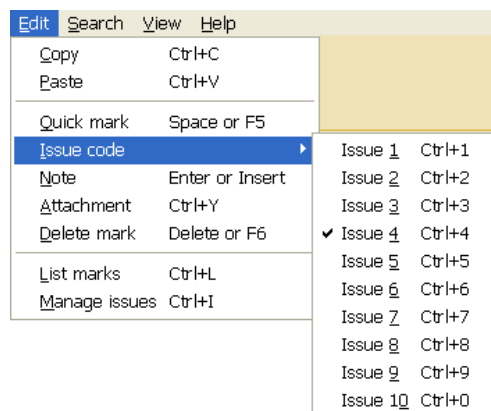 Edit Search View Help
Copy Ctrl+C
Paste Ctrl+V
Quick mark Space or F5
Issue code
Note Enter or Insert
Attachment Ctrl+Y
Delete mark Delete or F6
List marks Ctrl+L
Manage issues Ctrl+I
Issue 1 Ctrl+1
Issue 2 Ctrl+2
Issue 3 Ctrl+3
Issue 4 Ctrl+4
Issue 5 Ctrl+5
Issue 6 Ctrl+6
Issue 7 Ctrl+7
Issue 8 Ctrl+8
Issue 9 Ctrl+9
Issue 10 Ctrl+0